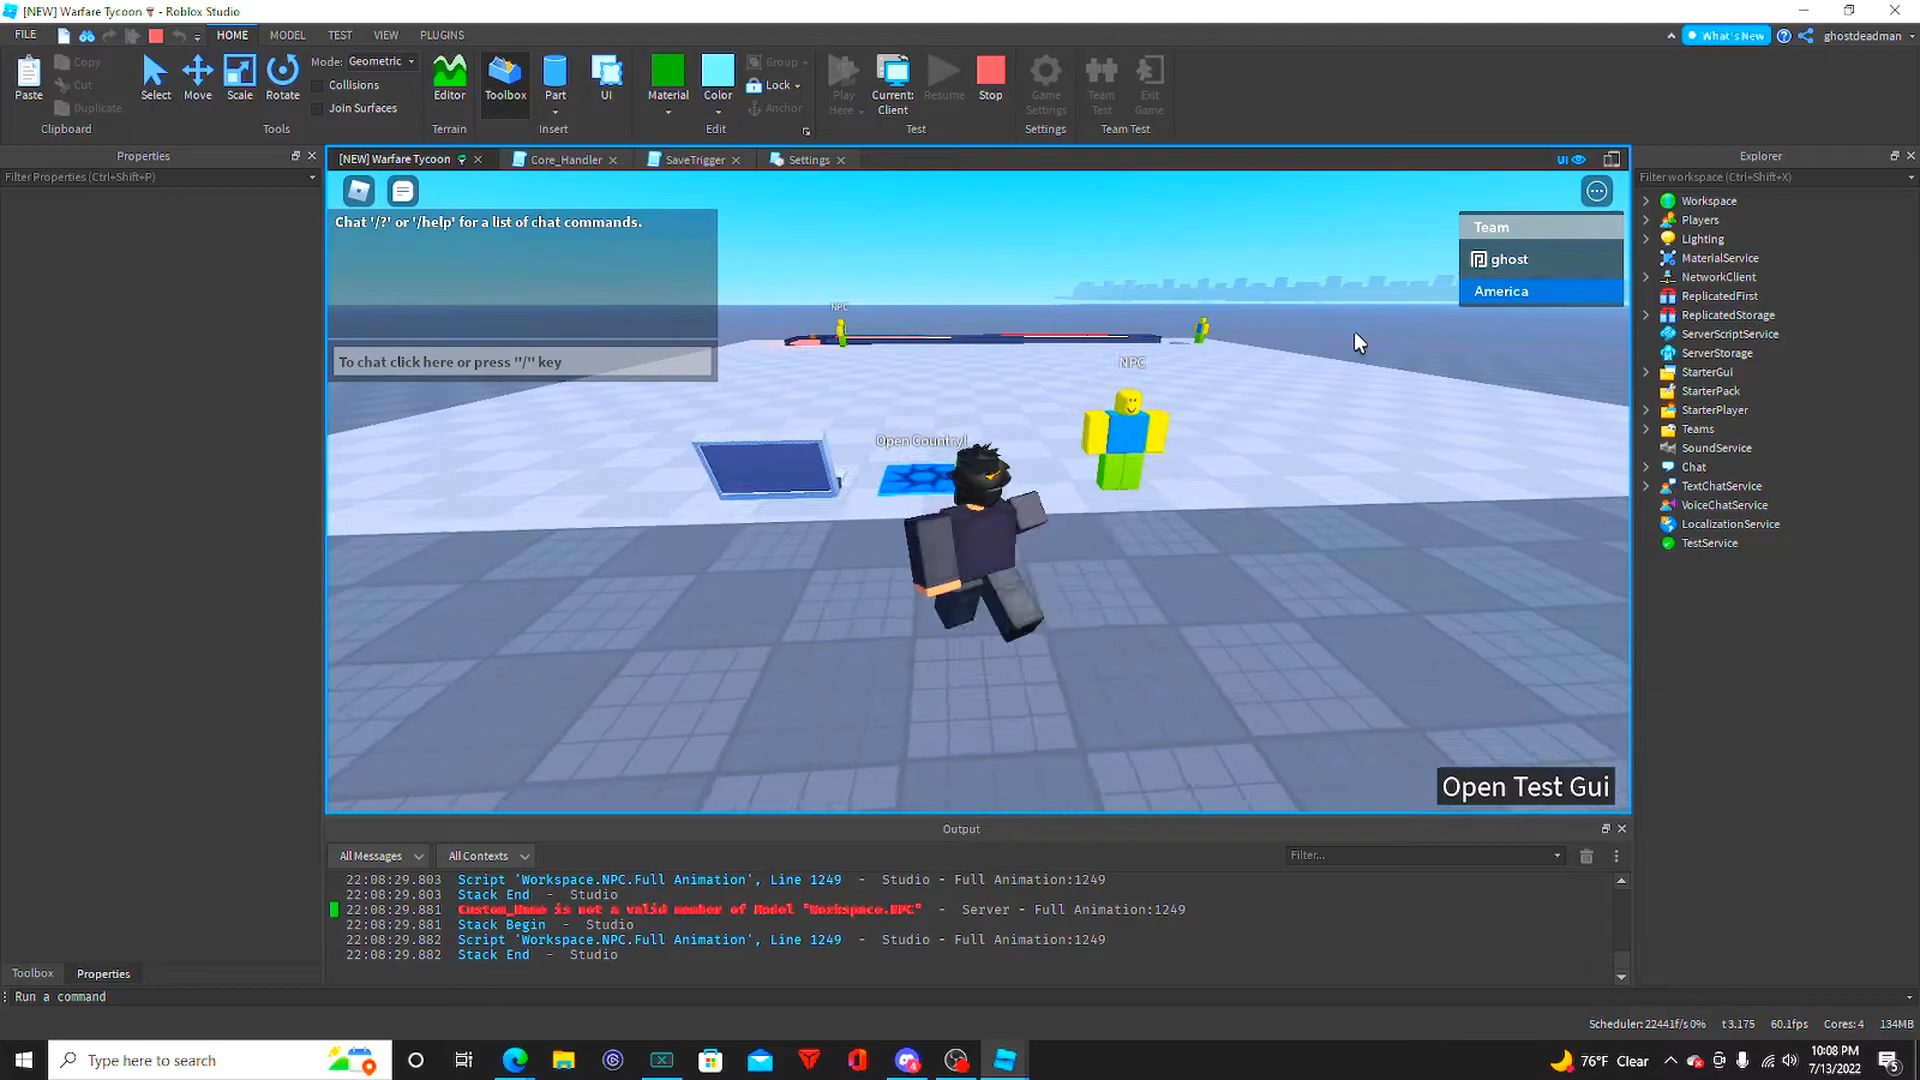 [NEW] Warfare Tycoon - Roblox Studio
FILE HOME MODEL TEST VIEW PLUGINS What's New ghostdeadman
Paste Copy Cut Duplicate Select Move Scale Rotate Mode: Geometric Collisions Join Surfaces Editor Toolbox Part UI Material Color Group Lock Anchor Play Here Current: Client Resume Stop Game Settings Team Test Exit Game
Clipboard Tools Terrain Insert Edit Test Settings Team Test
Properties
Filter Properties (Ctrl+Shift+P)
[NEW] Warfare Tycoon Core_Handler SaveTrigger Settings UI
Explorer
Filter workspace (Ctrl+Shift+X)
Chat '/?' or '/help' for a list of chat commands.
To chat click here or press "/" key
Team
ghost
America
NPC
NPC
Open Country!
Open Test Gui
Workspace
Players
Lighting
MaterialService
NetworkClient
ReplicatedFirst
ReplicatedStorage
ServerScriptService
ServerStorage
StarterGui
StarterPack
StarterPlayer
Teams
SoundService
Chat
TextChatService
VoiceChatService
LocalizationService
TestService
Output
All Messages All Contexts Filter...
22:08:29.803 Script 'Workspace.NPC.Full Animation', Line 1249 - Studio - Full Animation:1249
22:08:29.803 Stack End - Studio
22:08:29.881 Custom_Name is not a valid member of Model "Workspace.NPC" - Server - Full Animation:1249
22:08:29.881 Stack Begin - Studio
22:08:29.882 Script 'Workspace.NPC.Full Animation', Line 1249 - Studio - Full Animation:1249
22:08:29.882 Stack End - Studio
Toolbox Properties
Run a command
Scheduler: 22441f/s 0% t 3.175 60.1fps Cores: 4 134MB
Type here to search
4
76°F Clear
10:08 PM
7/13/2022
5